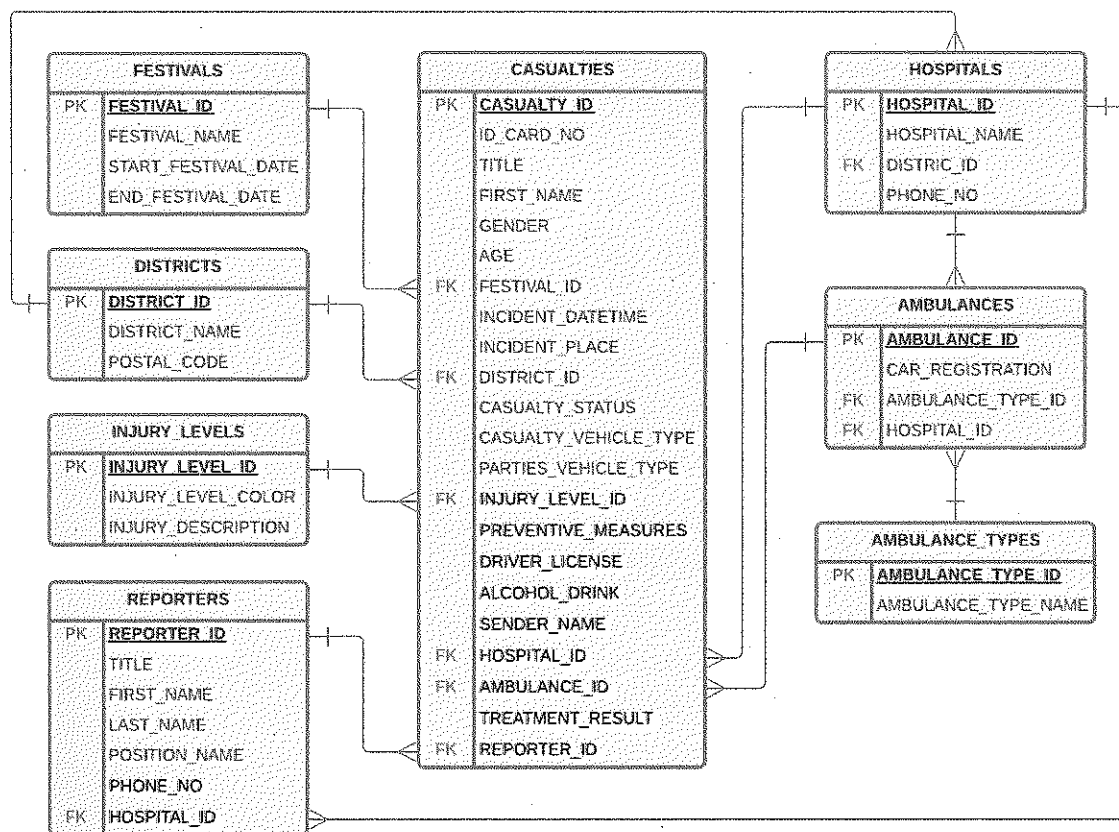 FESTIVALS
PK FESTIVAL_ID
FESTIVAL_NAME
START_FESTIVAL_DATE
END_FESTIVAL_DATE
DISTRICTS
PK DISTRICT_ID
DISTRICT_NAME
POSTAL_CODE
INJURY_LEVELS
PK INJURY_LEVEL_ID
INJURY_LEVEL_COLOR
INJURY_DESCRIPTION
REPORTERS
PK REPORTER_ID
TITLE
FIRST_NAME
LAST_NAME
POSITION_NAME
PHONE_NO
FK HOSPITAL_ID
CASUALTIES
PK CASUALTY_ID
ID_CARD_NO
TITLE
FIRST_NAME
GENDER
AGE
FK FESTIVAL_ID
INCIDENT_DATETIME
INCIDENT_PLACE
FK DISTRICT_ID
CASUALTY_STATUS
CASUALTY_VEHICLE_TYPE
PARTIES_VEHICLE_TYPE
FK INJURY_LEVEL_ID
PREVENTIVE_MEASURES
DRIVER_LICENSE
ALCOHOL_DRINK
SENDER_NAME
FK HOSPITAL_ID
FK AMBULANCE_ID
TREATMENT_RESULT
FK REPORTER_ID
HOSPITALS
PK HOSPITAL_ID
HOSPITAL_NAME
FK DISTRIC_ID
PHONE_NO
AMBULANCES
PK AMBULANCE_ID
CAR_REGISTRATION
FK AMBULANCE_TYPE_ID
FK HOSPITAL_ID
AMBULANCE_TYPES
PK AMBULANCE_TYPE_ID
AMBULANCE_TYPE_NAME